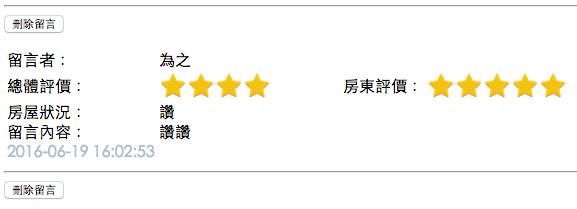 刪除留言
留言者： 為之
總體評價： 房東評價：
房屋狀況： 讚
留言內容： 讚讚
2016-06-19 16:02:53
刪除留言